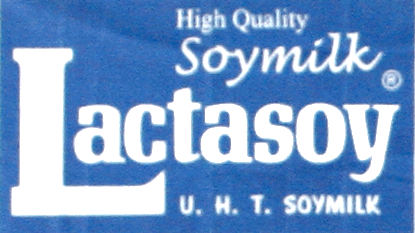 High Quality
Soymilk
Lactasoy®
U. H. T. SOYMILK